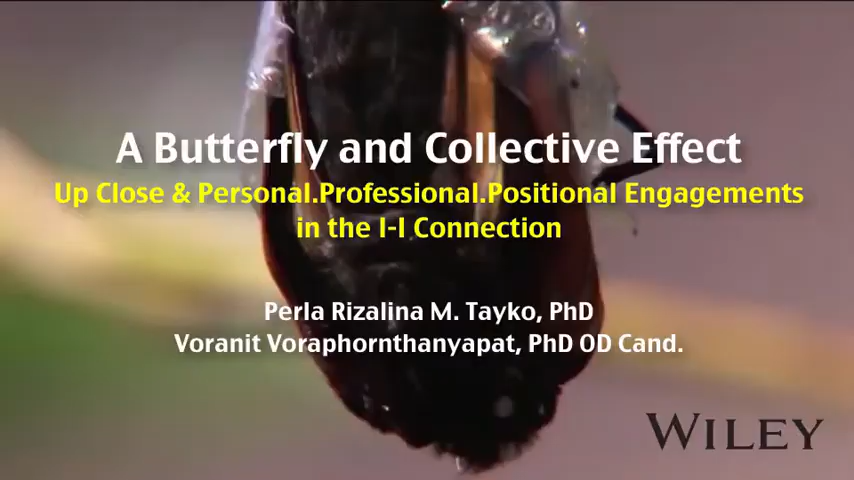 A Butterfly and Collective Effect
Up Close & Personal.Professional.Positional Engagements
in the I-I Connection
Perla Rizalina M. Tayko, PhD
Voranit Voraphornthanyapat, PhD OD Cand.
WILEY